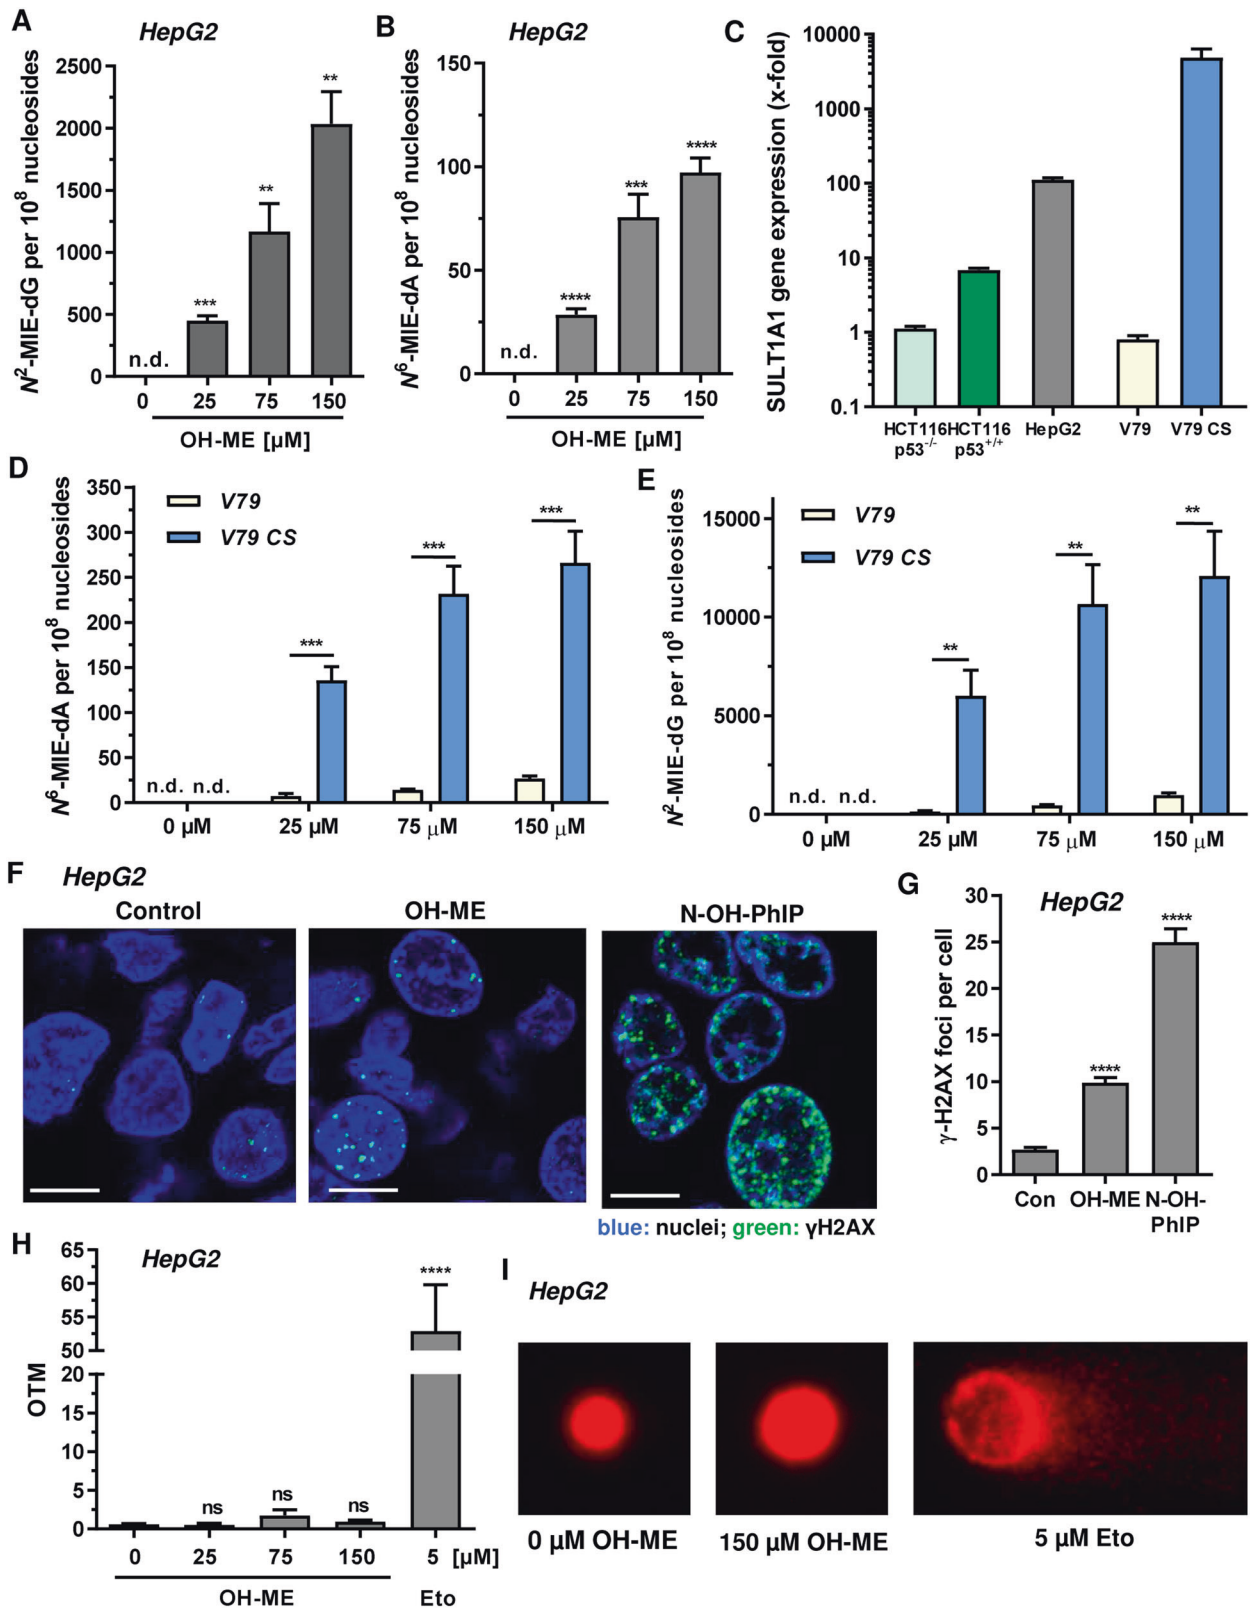 A
HepG2
N²-MIE-dG per 10⁸ nucleosides
2500
2000
1500
1000
500
0
n.d.
***
**
**
0 25 75 150
OH-ME [µM]
B
HepG2
N⁶-MIE-dA per 10⁸ nucleosides
150
100
50
0
n.d.
****
***
****
0 25 75 150
OH-ME [µM]
C
SULT1A1 gene expression (x-fold)
10000
1000
100
10
1
0.1
HCT116 HCT116 HepG2 V79 V79 CS
p53-/- p53+/+
D
N⁶-MIE-dA per 10⁸ nucleosides
350
300
250
200
150
100
50
0
V79
V79 CS
n.d. n.d.
***
***
***
0 µM 25 µM 75 µM 150 µM
E
N²-MIE-dG per 10⁸ nucleosides
15000
10000
5000
0
V79
V79 CS
n.d. n.d.
**
**
**
0 µM 25 µM 75 µM 150 µM
F
HepG2
Control OH-ME N-OH-PhIP
blue: nuclei; green: γH2AX
G
HepG2
γ-H2AX foci per cell
30
25
20
15
10
5
0
****
****
Con OH-ME N-OH-
PhIP
H
HepG2
OTM
65
60
55
50
20
15
10
5
0
ns
ns
ns
****
0 25 75 150 5 [µM]
OH-ME Eto
I
HepG2
0 µM OH-ME 150 µM OH-ME 5 µM Eto